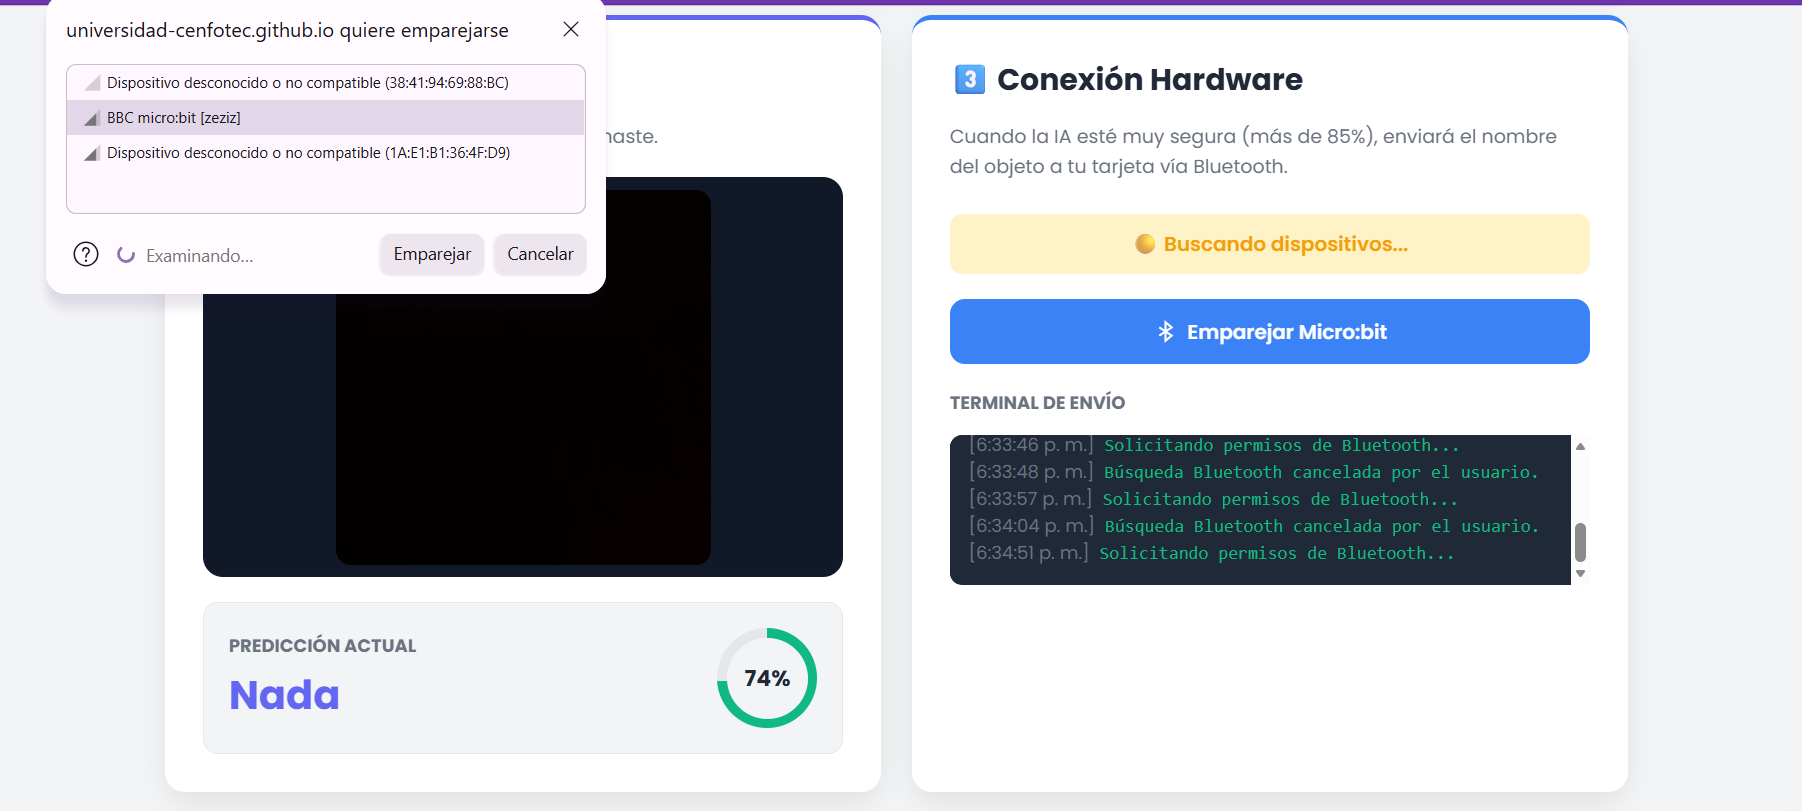 universidad-cenfotec.github.io quiere emparejarse
Dispositivo desconocido o no compatible (38:41:94:69:88:BC)
BBC micro:bit [zeziz]
Dispositivo desconocido o no compatible (1A:E1:B1:36:4F:D9)
Examinando...
Emparejar
Cancelar
PREDICCIÓN ACTUAL
Nada
74%
3 Conexión Hardware
Cuando la IA esté muy segura (más de 85%), enviará el nombre
del objeto a tu tarjeta vía Bluetooth.
Buscando dispositivos...
Emparejar Micro:bit
TERMINAL DE ENVÍO
[6:33:46 p. m.] Solicitando permisos de Bluetooth...
[6:33:48 p. m.] Búsqueda Bluetooth cancelada por el usuario.
[6:33:57 p. m.] Solicitando permisos de Bluetooth...
[6:34:04 p. m.] Búsqueda Bluetooth cancelada por el usuario.
[6:34:51 p. m.] Solicitando permisos de Bluetooth...